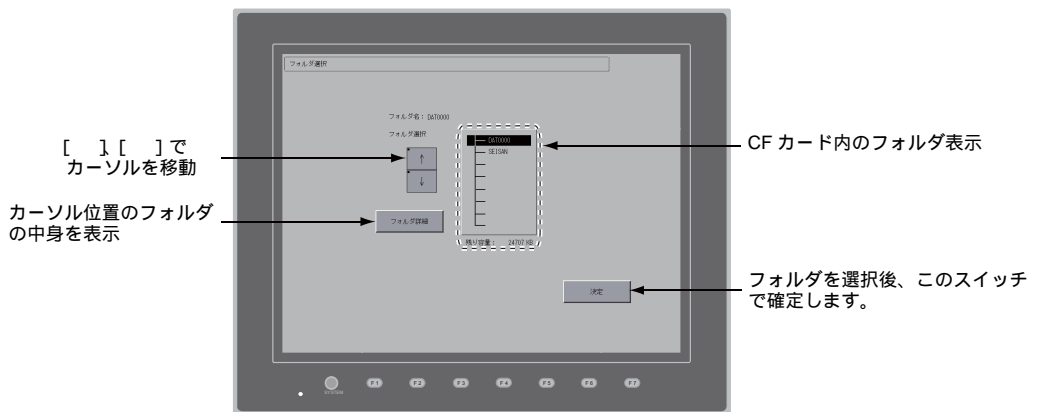 フォルダ選択
フォルダ名： DAT0000
フォルダ選択
↑
↓
フォルダ詳細
DAT0000
SEISAN
残り容量： 24707 KB
決定
[ ] [ ] で
カーソルを移動
カーソル位置のフォルダ
の中身を表示
CF カード内のフォルダ表示
フォルダを選択後、このスイッチ
で確定します。
SYSTEM
F1
F2
F3
F4
F5
F6
F7